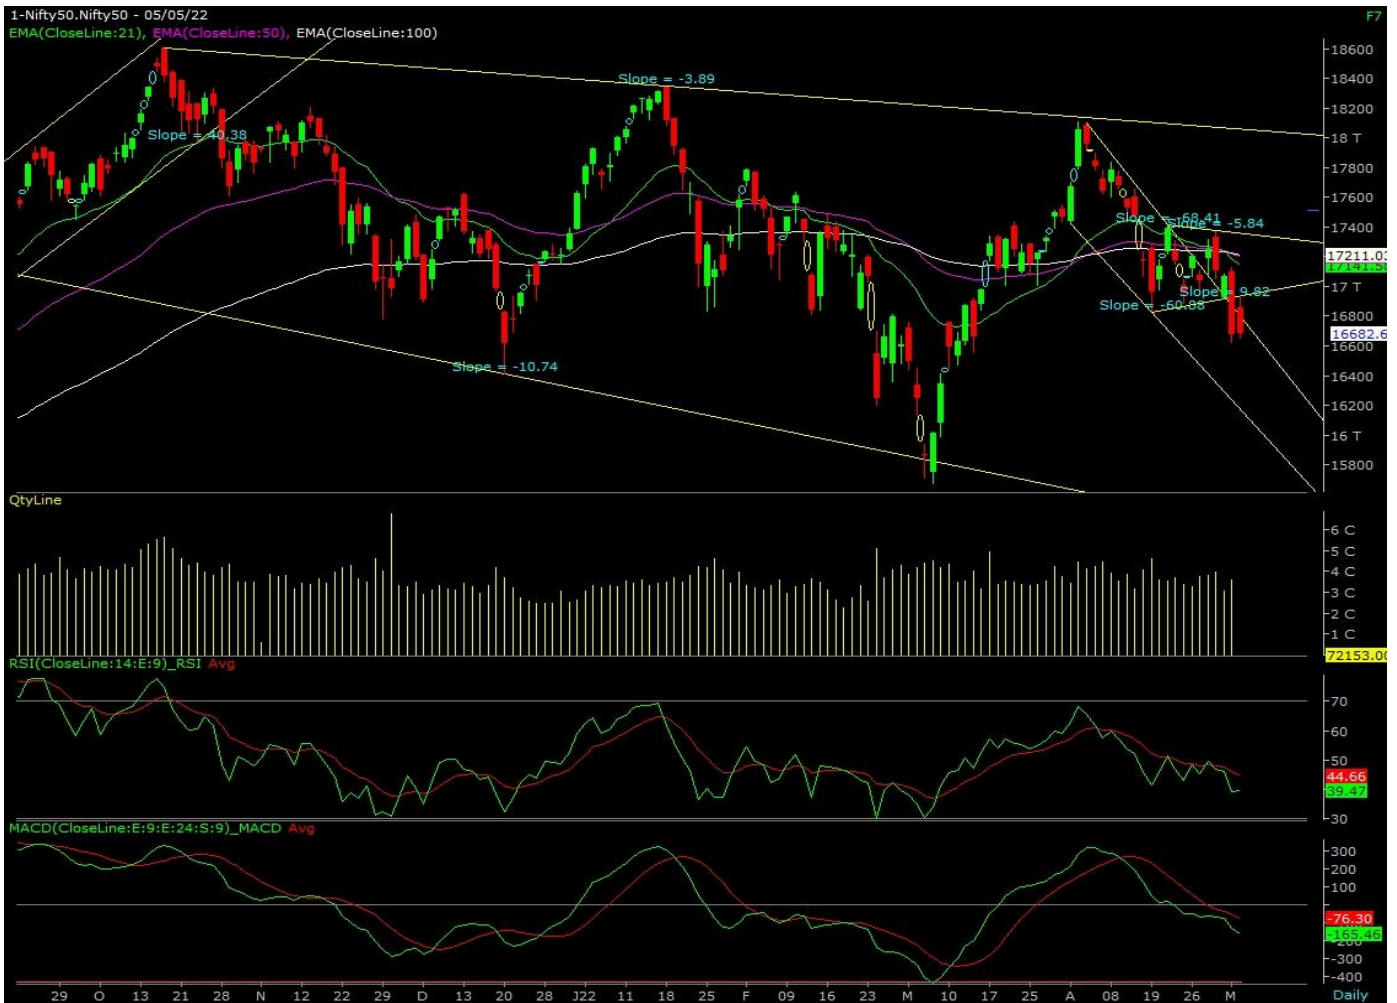 1-Nifty50.Nifty50 - 05/05/22 F7
EMA(CloseLine:21), EMA(CloseLine:50), EMA(CloseLine:100)
18600
Slope = -3.89 18400
18200
Slope = 40.38 18 T
17800
17600
Slope = -68.41 Slope = -5.84
17400
17211.03
17141.58
17 T
Slope = 9.82
Slope = -60.88 16800
16682.6
16600
Slope = -10.74 16400
16200
16 T
15800
QtyLine
6 C
5 C
4 C
3 C
2 C
1 C
72153.00
RSI(CloseLine:14:E:9)_RSI Avg
70
60
50
44.66
39.47
30
MACD(CloseLine:E:9:E:24:S:9)_MACD Avg
300
200
100
-76.30
-165.46
-200
-300
-400
29 O 13 21 28 N 12 22 29 D 13 20 28 J22 11 18 25 F 09 16 23 M 10 17 25 A 08 19 26 M Daily